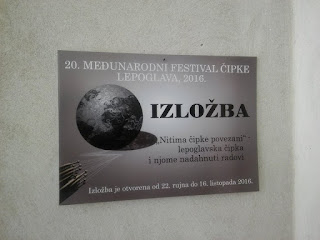 20. MEĐUNARODNI FESTIVAL ČIPKE
LEPOGLAVA, 2016.
IZLOŽBA
„Nitima čipke povezani“
lepoglavska čipka
i njome nadahnuti radovi
Izložba je otvorena od 22. rujna do 16. listopada 2016.